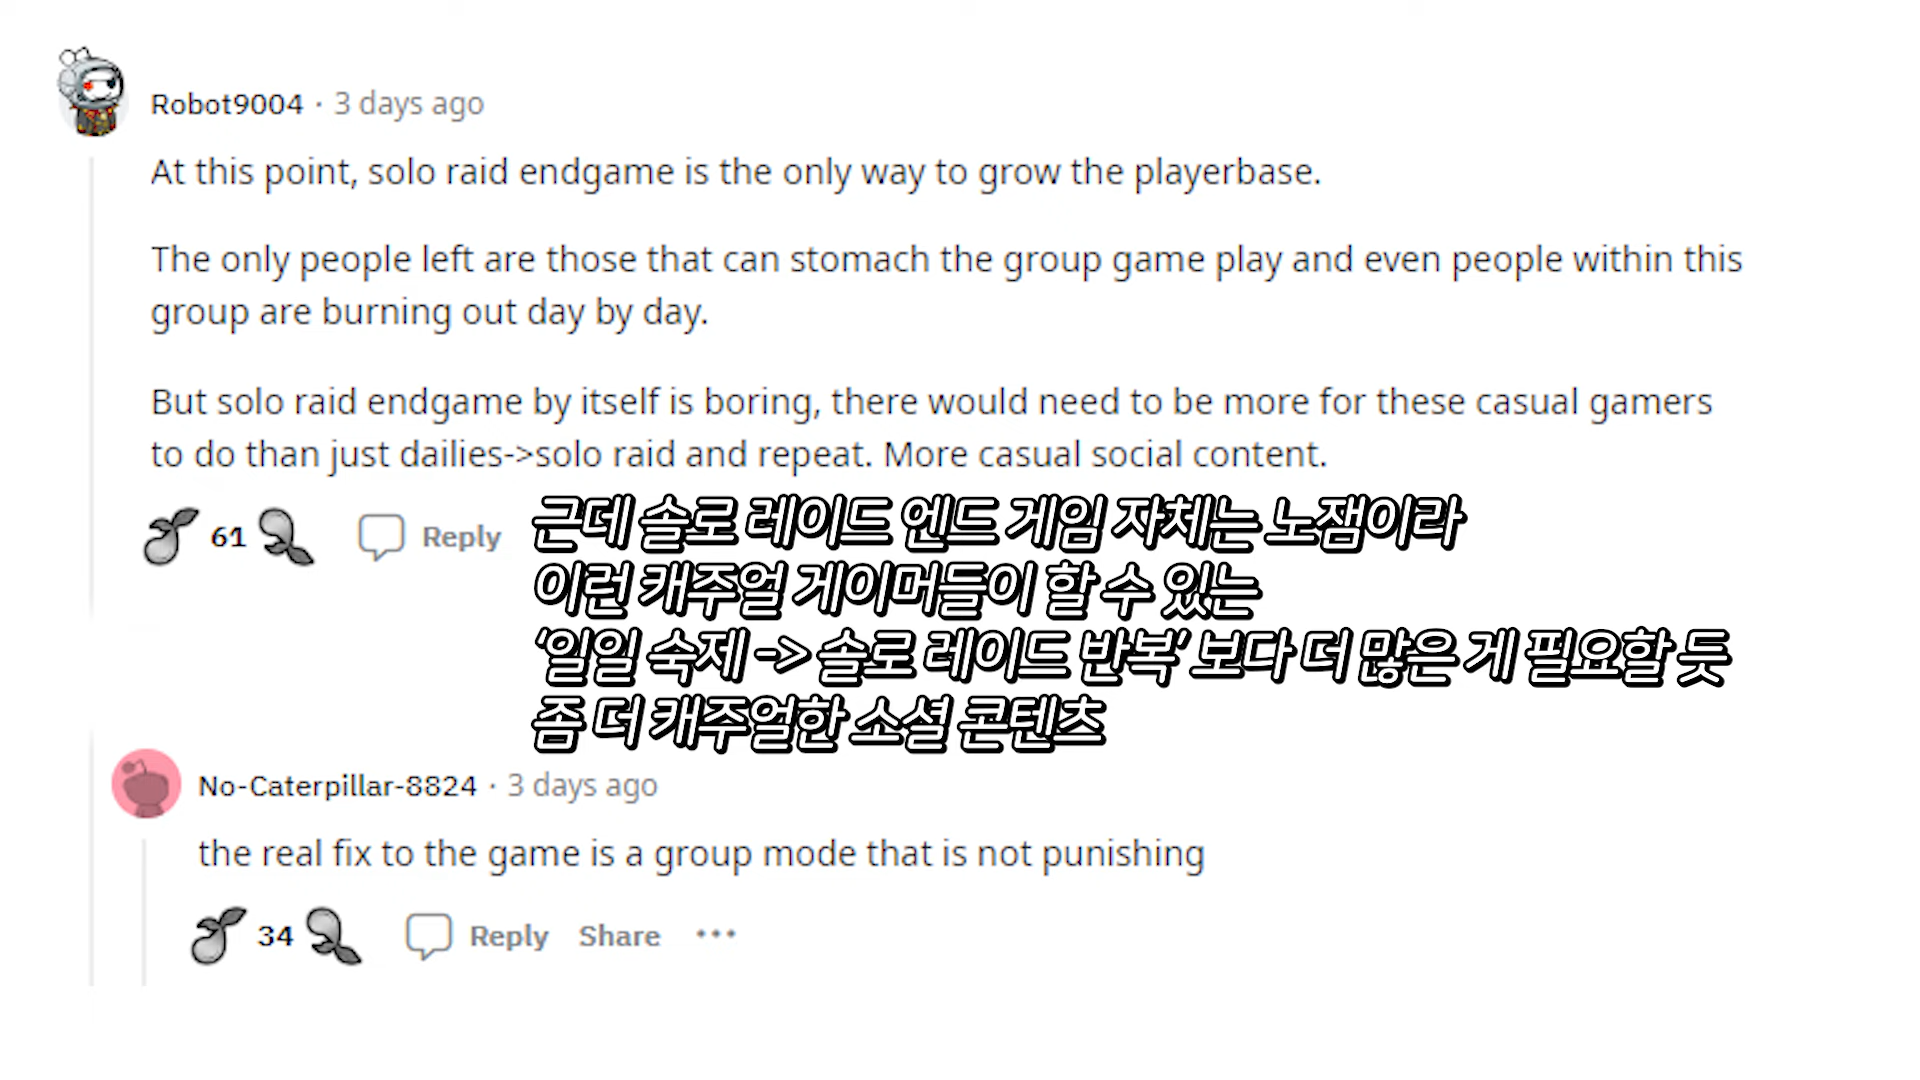 Robot9004 · 3 days ago
At this point, solo raid endgame is the only way to grow the playerbase.
The only people left are those that can stomach the group game play and even people within this
group are burning out day by day.
But solo raid endgame by itself is boring, there would need to be more for these casual gamers
to do than just dailies->solo raid and repeat. More casual social content.
61 Reply
근데 솔로 레이드 엔드 게임 자체는 노잼이라
이런 캐주얼 게이머들이 할 수 있는
‘일일 숙제 -> 솔로 레이드 반복’ 보다 더 많은 게 필요할 듯
좀 더 캐주얼한 소셜 콘텐츠
No-Caterpillar-8824 · 3 days ago
the real fix to the game is a group mode that is not punishing
34 Reply Share ···